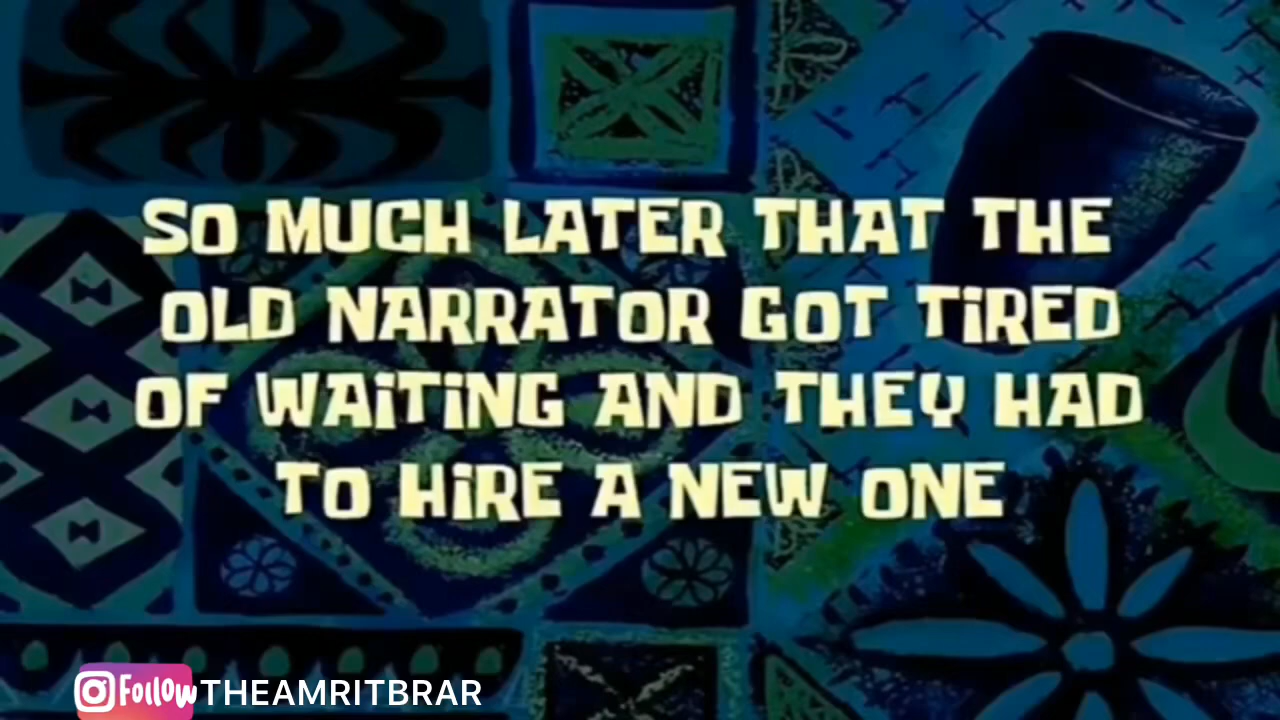 SO MUCH LATER THAT THE
OLD NARRATOR GOT TiRED
OF WAiTiNG AND THEY HAD
TO HiRE A NEW ONE
Follow THEAMRITBRAR